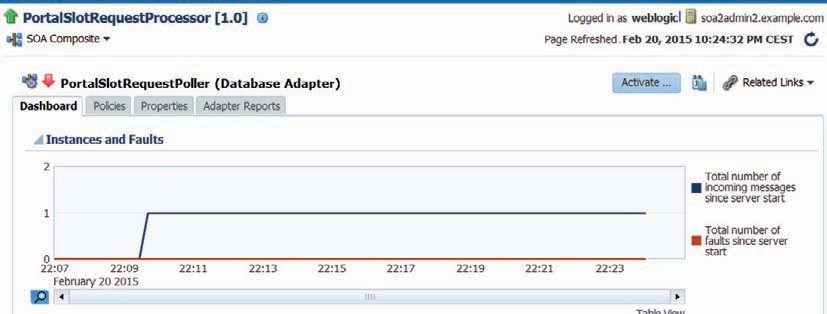 PortalSlotRequestProcessor [1.0]
Logged in as weblogic| soa2admin2.example.com
SOA Composite
Page Refreshed Feb 20, 2015 10:24:32 PM CEST
PortalSlotRequestPoller (Database Adapter)
Activate ...
Related Links
Dashboard Policies Properties Adapter Reports
Instances and Faults
2
1
0
Total number of
incoming messages
since server start
Total number of
faults since server
start
22:07 22:09 22:11 22:13 22:15 22:17 22:19 22:21 22:23
February 20 2015
Table View